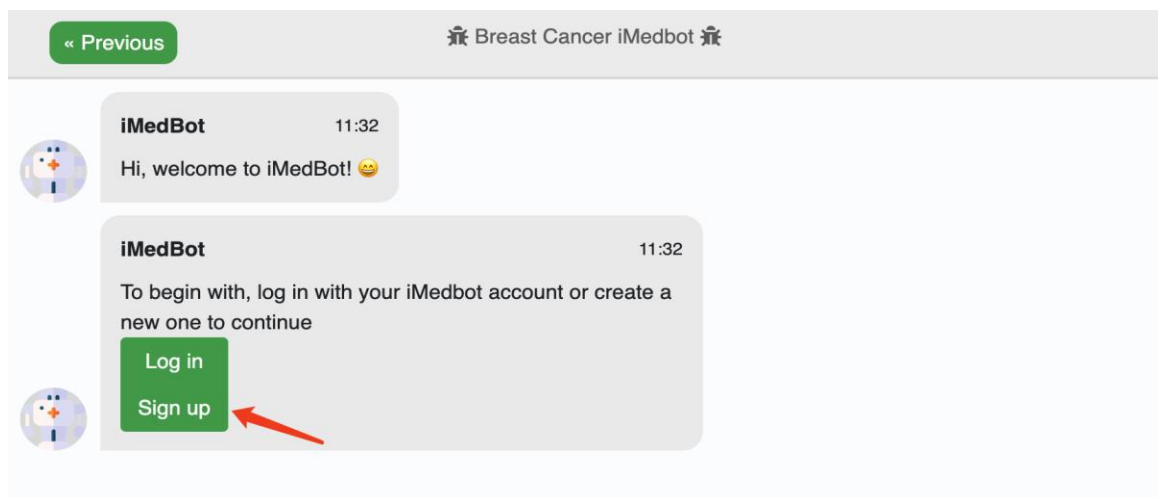 « Previous
Breast Cancer iMedbot
iMedBot 11:32
Hi, welcome to iMedBot! 😄
iMedBot 11:32
To begin with, log in with your iMedbot account or create a
new one to continue
Log in
Sign up